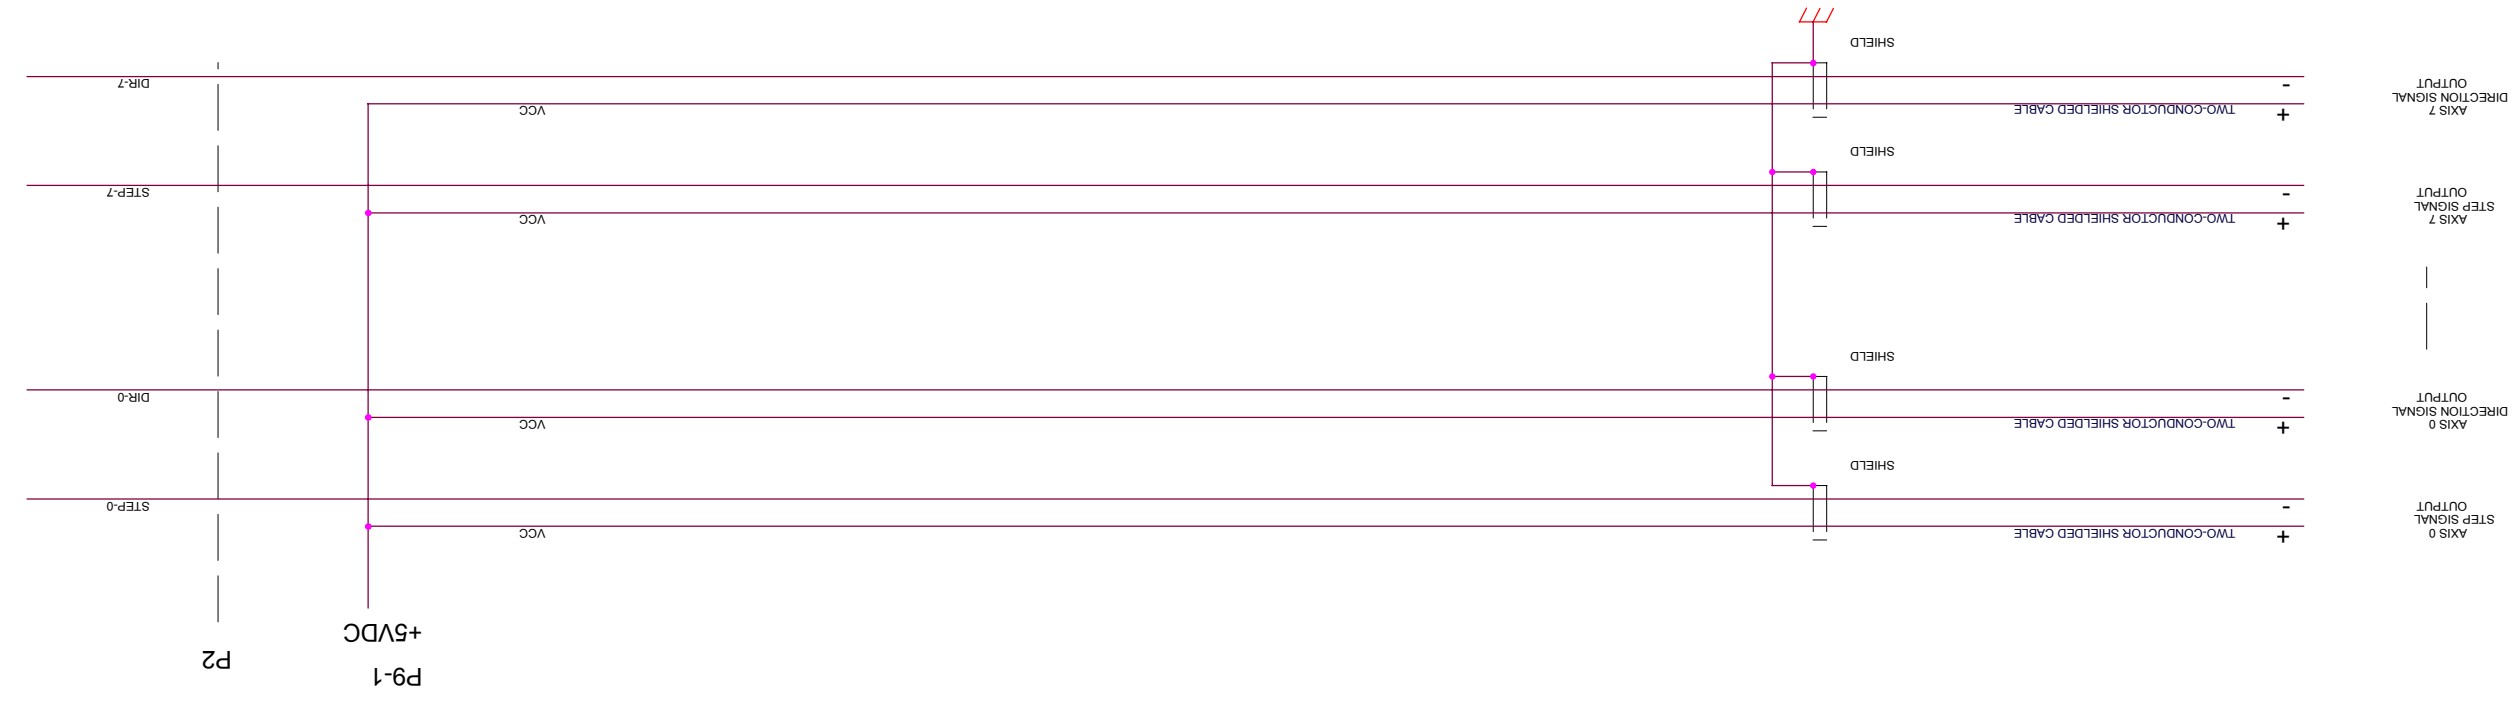 P9-1
P2
+5VDC
AXIS 0
STEP SIGNAL
OUTPUT
+
TWO-CONDUCTOR SHIELDED CABLE
VCC
-
STEP-0
SHIELD
AXIS 0
DIRECTION SIGNAL
OUTPUT
+
TWO-CONDUCTOR SHIELDED CABLE
VCC
-
DIR-0
SHIELD
AXIS 7
STEP SIGNAL
OUTPUT
+
TWO-CONDUCTOR SHIELDED CABLE
VCC
-
STEP-7
SHIELD
AXIS 7
DIRECTION SIGNAL
OUTPUT
+
TWO-CONDUCTOR SHIELDED CABLE
VCC
-
DIR-7
SHIELD